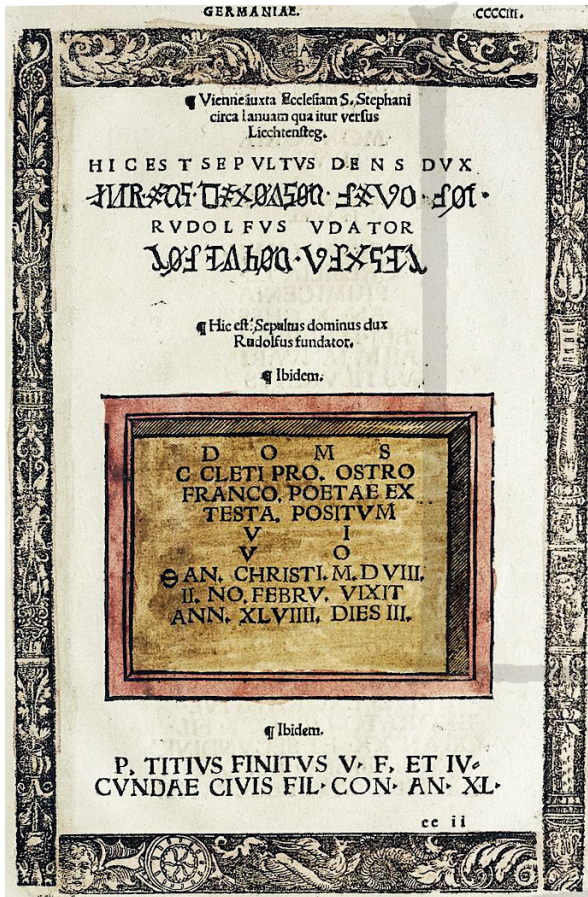 GERMANIAE. CCCCIII.
¶ Viennę iuxta Ecclesiam S. Stephani
circa Ianuam qua itur versus
Liechtensteg.
HIC EST SEPVLTVS DENS DVX
RVDOLFVS VDATOR
¶ Hic est: Sepultus dominus dux
Rudolfus fundator.
¶ Ibidem.
D O M S
C CLETI PRO. OSTRO
FRANCO. POETAE EX
TESTA. POSITVM
V I
V O
Θ AN. CHRISTI. M. D VIII.
II. NO. FEBRV. VIXIT
ANN. XLVIIII. DIES III.
¶ Ibidem.
P. TITIVS FINITVS V· F. ET IV-
CVNDAE CIVIS FIL· CON· AN· XL·
cc ii